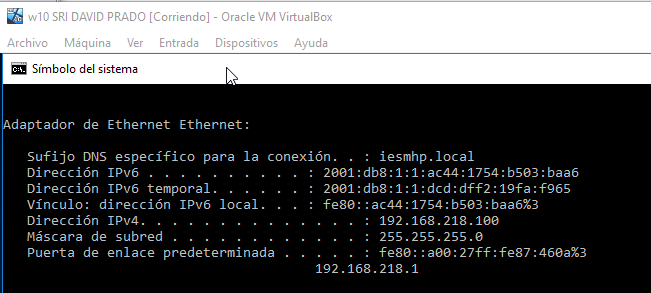 w10 SRI DAVID PRADO [Corriendo] - Oracle VM VirtualBox
Archivo Máquina Ver Entrada Dispositivos Ayuda
Símbolo del sistema
Adaptador de Ethernet Ethernet:
Sufijo DNS específico para la conexión. . : iesmhp.local
Dirección IPv6 . . . . . . . . . . : 2001:db8:1:1:ac44:1754:b503:baa6
Dirección IPv6 temporal. . . . . . : 2001:db8:1:1:dcd:dff2:19fa:f965
Vínculo: dirección IPv6 local. . . : fe80::ac44:1754:b503:baa6%3
Dirección IPv4. . . . . . . . . . . . . . : 192.168.218.100
Máscara de subred . . . . . . . . . . . . : 255.255.255.0
Puerta de enlace predeterminada . . . . . : fe80::a00:27ff:fe87:460a%3
192.168.218.1